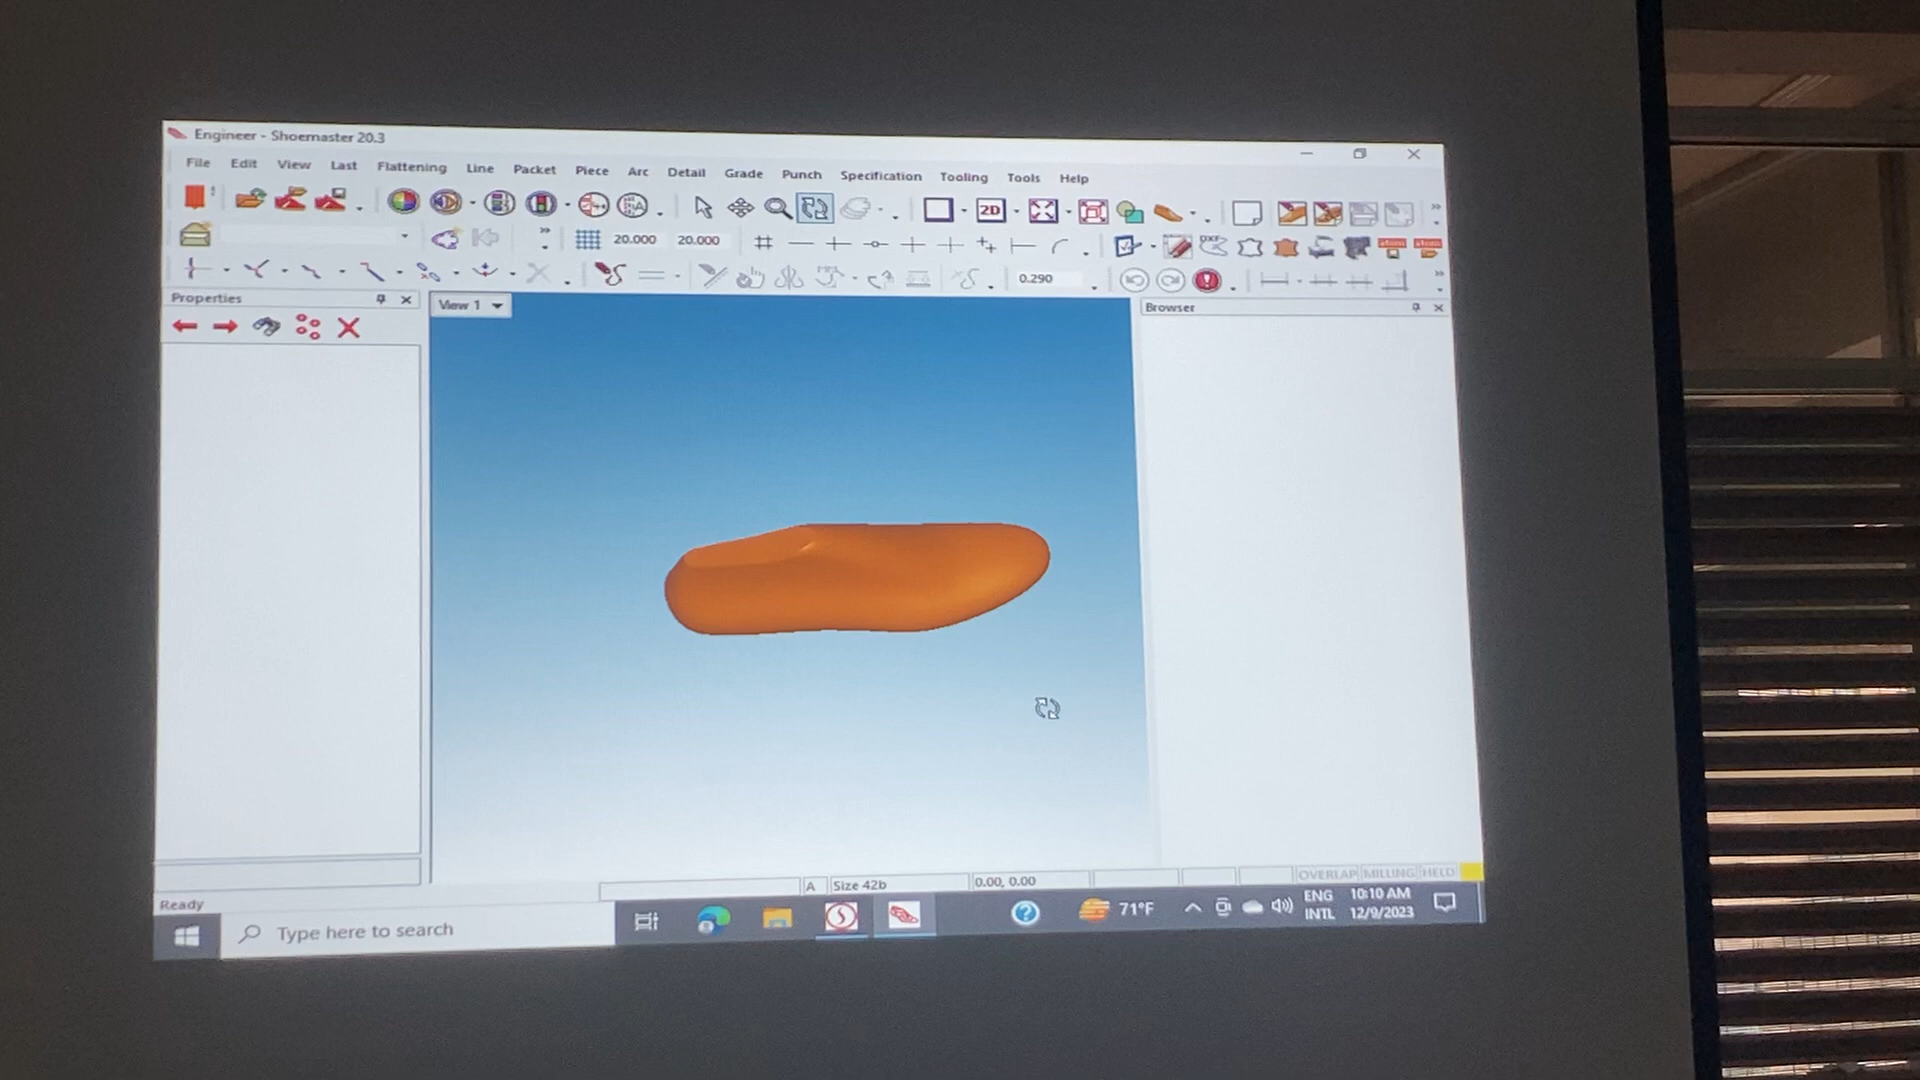 Engineer - Shoemaster 20.3
File Edit View Last Flattening Line Packet Piece Arc Detail Grade Punch Specification Tooling Tools Help
2D
20.000 20.000
DXF
0.290
Properties
View 1
Browser
A Size 42b 0.00, 0.00 OVERLAP MILLING HELD
Ready
Type here to search
71°F
ENG 10:10 AM
INTL 12/9/2023